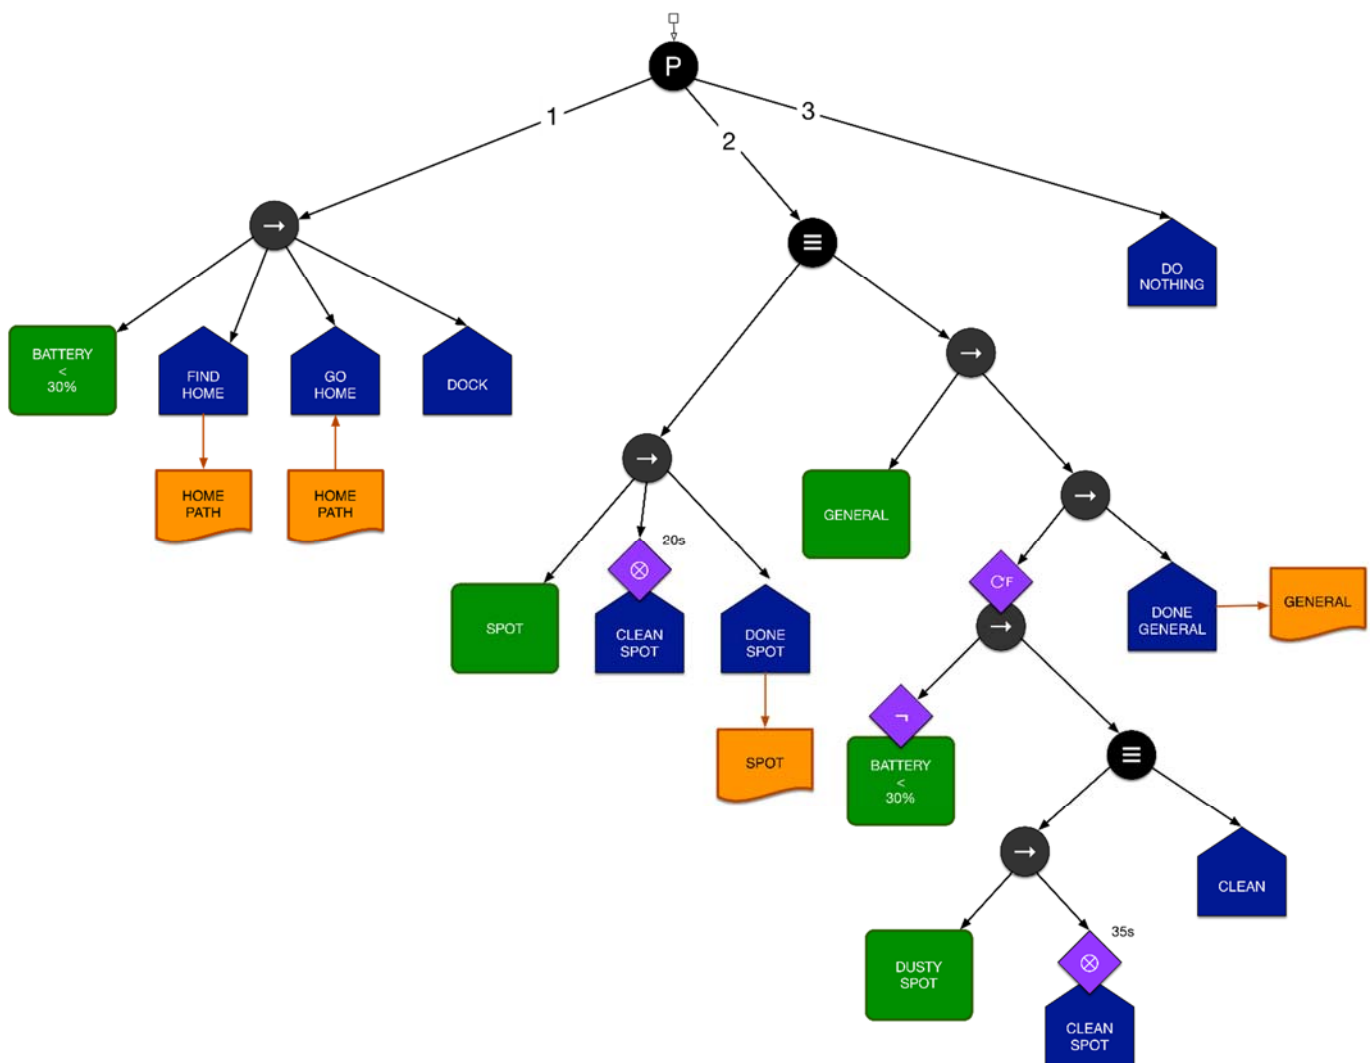 P
1
2
3
→
≡
DO
NOTHING
BATTERY
<
30%
FIND
HOME
GO
HOME
DOCK
→
HOME
PATH
HOME
PATH
→
GENERAL
→
20s
⊗
SPOT
CLEAN
SPOT
DONE
SPOT
C'F
→
DONE
GENERAL
GENERAL
SPOT
¬
BATTERY
<
30%
≡
→
CLEAN
DUSTY
SPOT
35s
⊗
CLEAN
SPOT